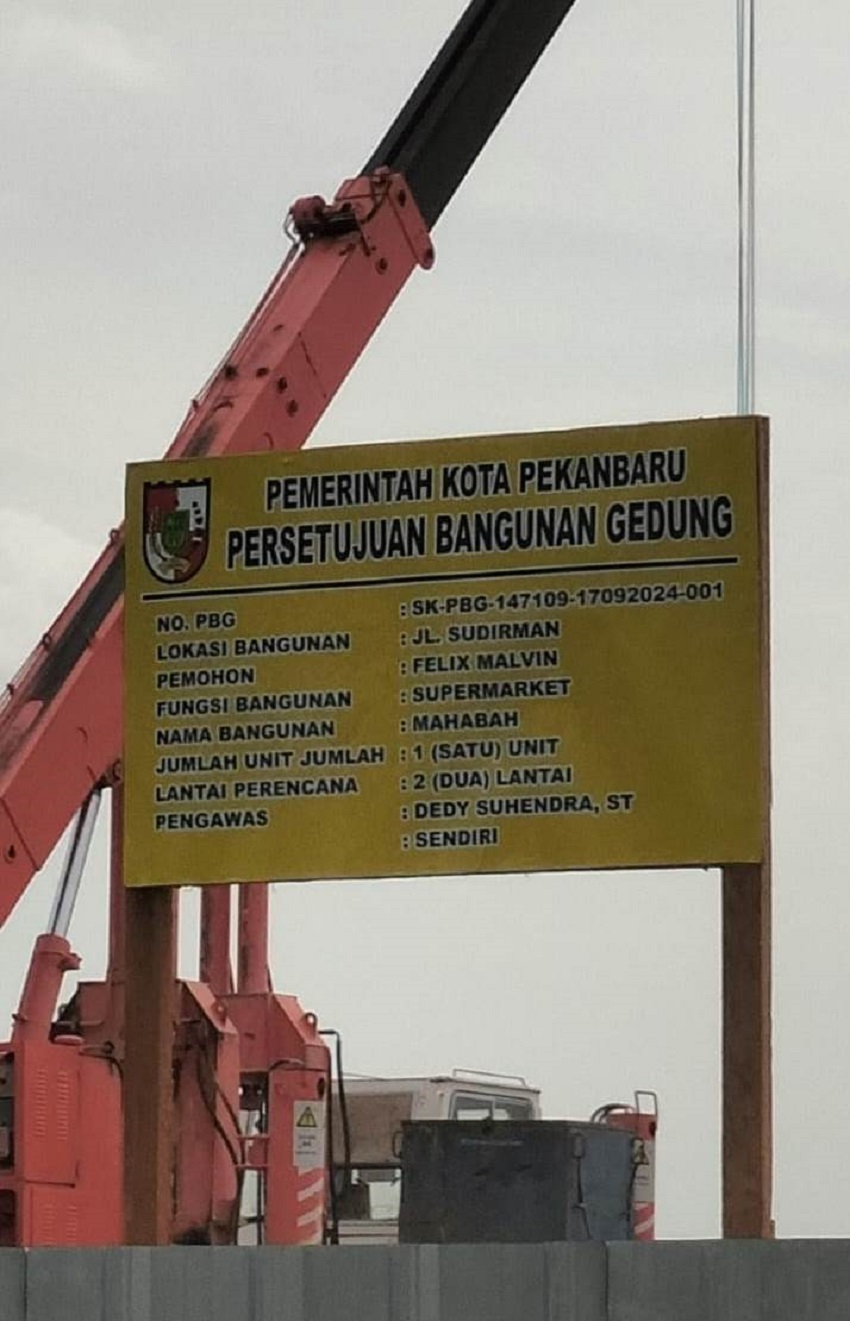 PEMERINTAH KOTA PEKANBARU
PERSETUJUAN BANGUNAN GEDUNG
NO. PBG : SK-PBG-147109-17092024-001
LOKASI BANGUNAN : JL. SUDIRMAN
PEMOHON : FELIX MALVIN
FUNGSI BANGUNAN : SUPERMARKET
NAMA BANGUNAN : MAHABAH
JUMLAH UNIT JUMLAH : 1 (SATU) UNIT
LANTAI PERENCANA : 2 (DUA) LANTAI
PENGAWAS : DEDY SUHENDRA, ST
: SENDIRI